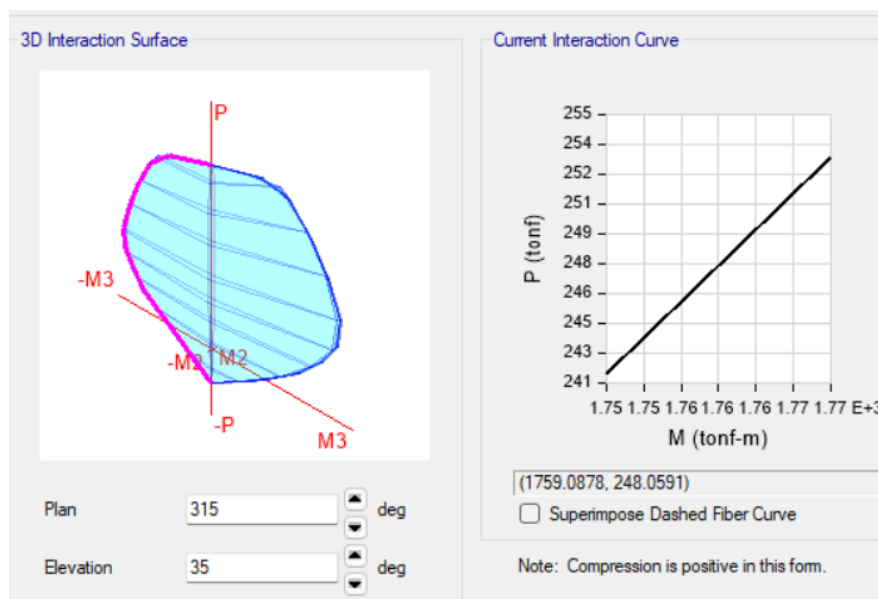 3D Interaction Surface
P
-M3
-M2
M2
-P
M3
Plan
315
deg
Elevation
35
deg
Current Interaction Curve
255
254
252
251
249
248
246
245
243
241
P (tonf)
1.75 1.75 1.76 1.76 1.76 1.77 1.77 E+3
M (tonf-m)
(1759.0878, 248.0591)
Superimpose Dashed Fiber Curve
Note: Compression is positive in this form.